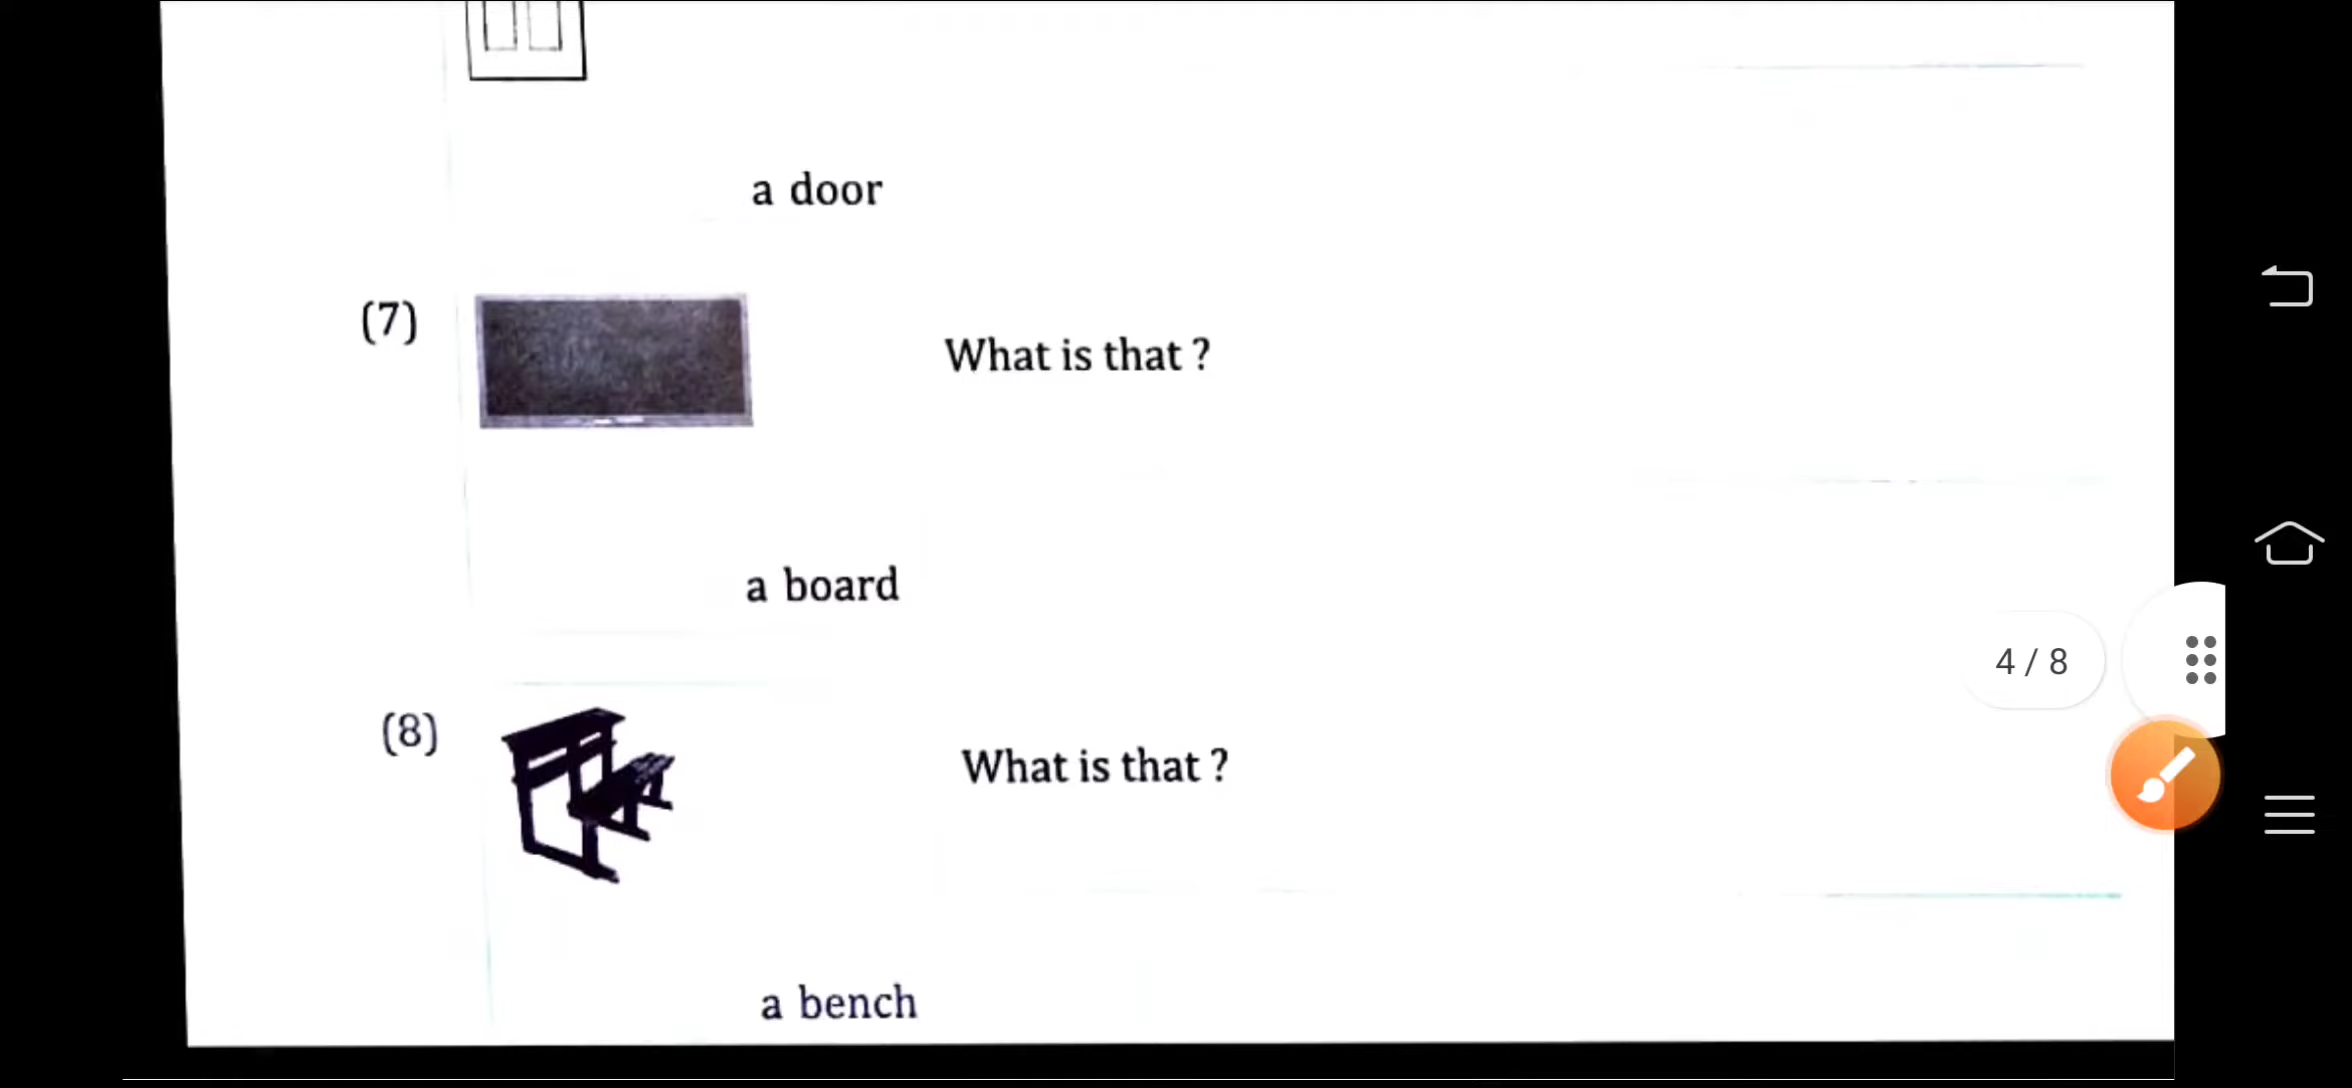 a door
(7)
What is that ?
a board
(8)
What is that ?
a bench
4 / 8